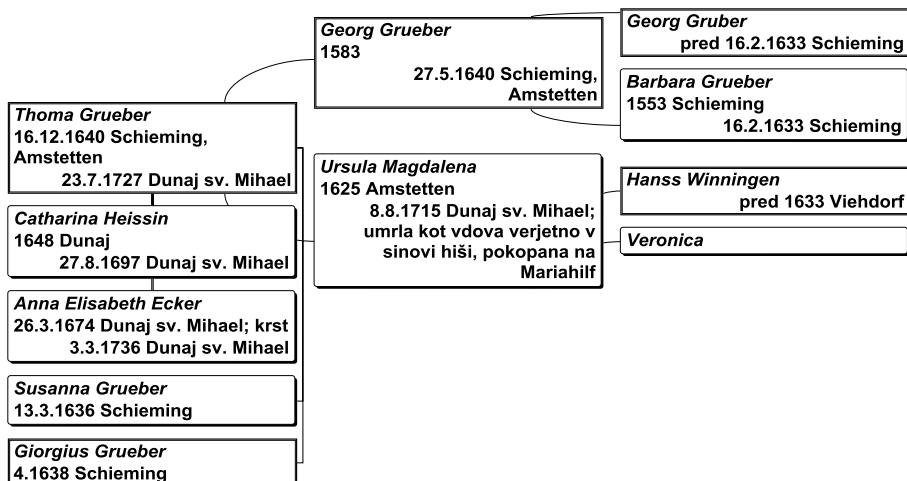 Thoma Grueber
16.12.1640 Schieming,
Amstetten
23.7.1727 Dunaj sv. Mihael
Catharina Heissin
1648 Dunaj
27.8.1697 Dunaj sv. Mihael
Anna Elisabeth Ecker
26.3.1674 Dunaj sv. Mihael; krst
3.3.1736 Dunaj sv. Mihael
Susanna Grueber
13.3.1636 Schieming
Giorgius Grueber
4.1638 Schieming
Georg Grueber
1583
27.5.1640 Schieming,
Amstetten
Ursula Magdalena
1625 Amstetten
8.8.1715 Dunaj sv. Mihael;
umrla kot vdova verjetno v
sinovi hiši, pokopana na
Mariahilf
Georg Gruber
pred 16.2.1633 Schieming
Barbara Grueber
1553 Schieming
16.2.1633 Schieming
Hanss Winningen
pred 1633 Viehdorf
Veronica